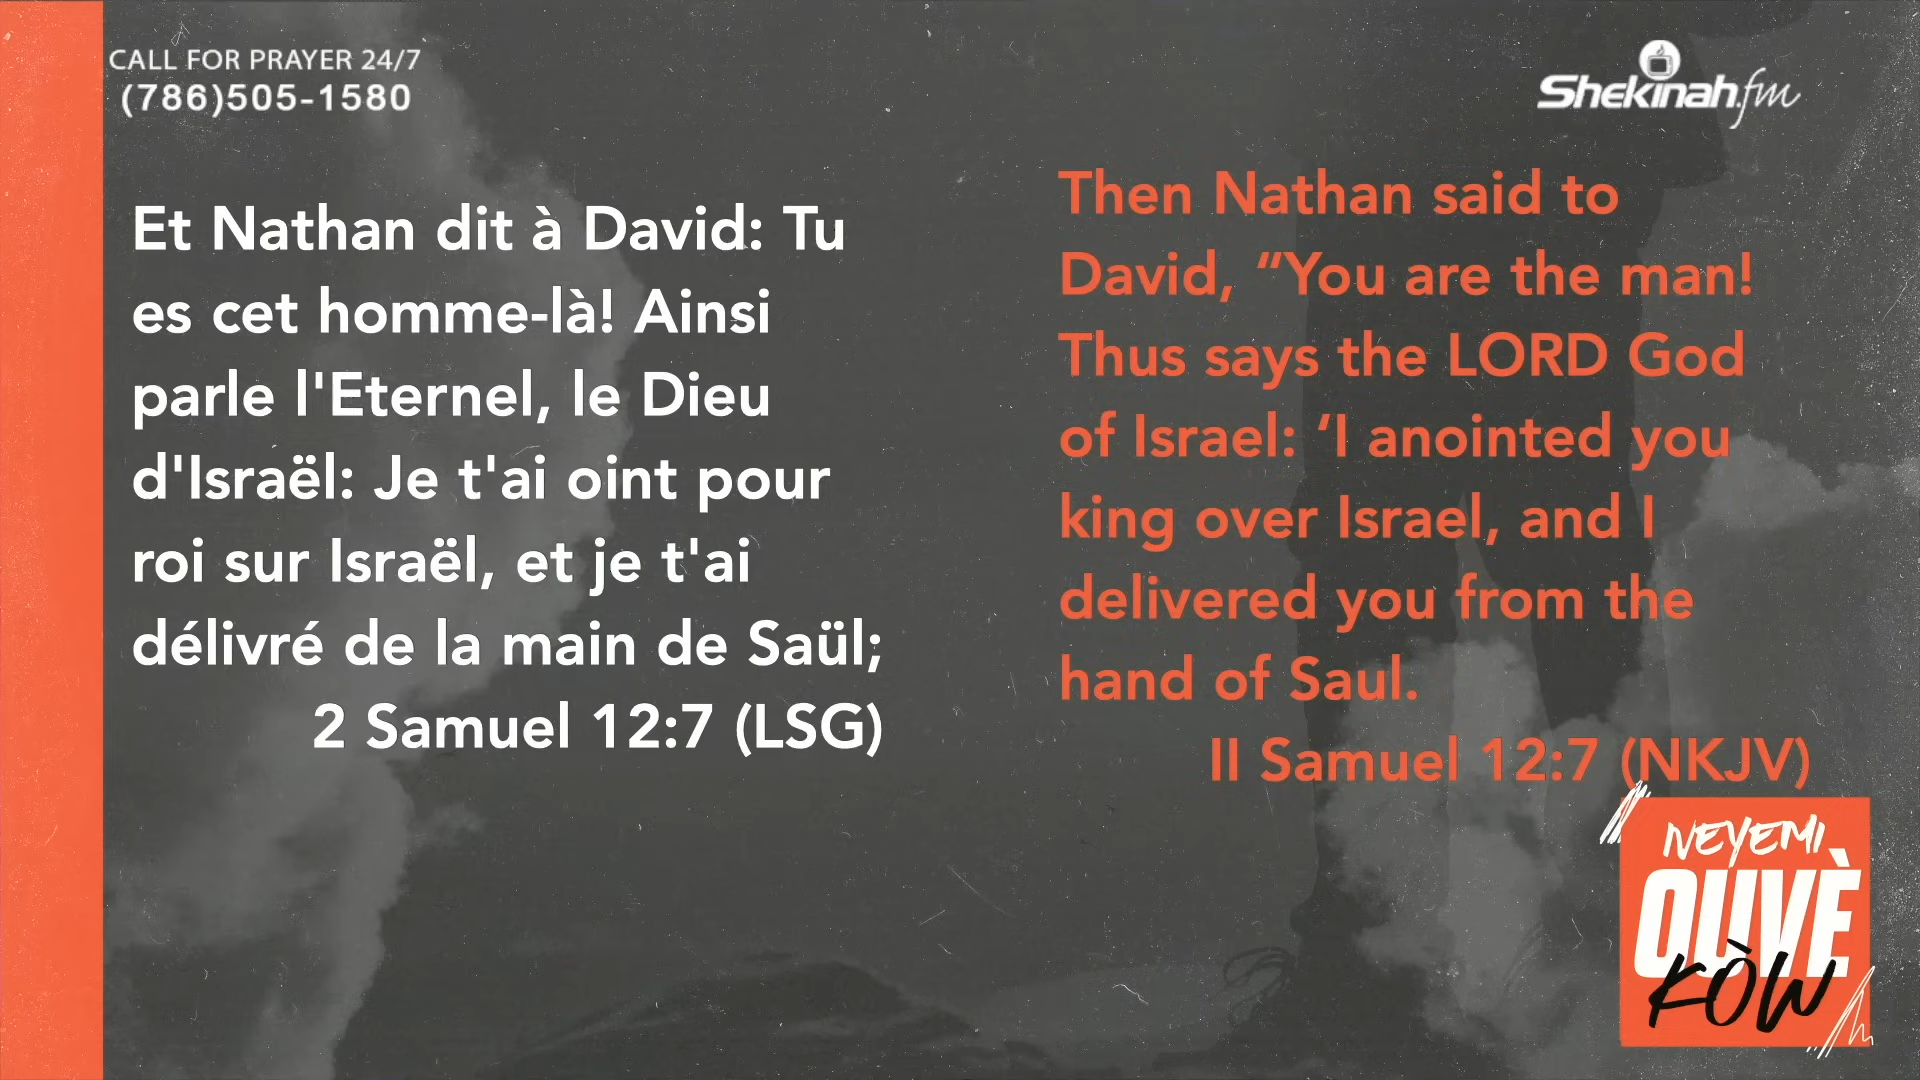 CALL FOR PRAYER 24/7
(786)505-1580
Shekinah.fm
Et Nathan dit à David: Tu
es cet homme-là! Ainsi
parle l'Eternel, le Dieu
d'Israël: Je t'ai oint pour
roi sur Israël, et je t'ai
délivré de la main de Saül;
2 Samuel 12:7 (LSG)
Then Nathan said to
David, “You are the man!
Thus says the LORD God
of Israel: ‘I anointed you
king over Israel, and I
delivered you from the
hand of Saul.
II Samuel 12:7 (NKJV)
NEYEMI
OUVÈ
KÒW